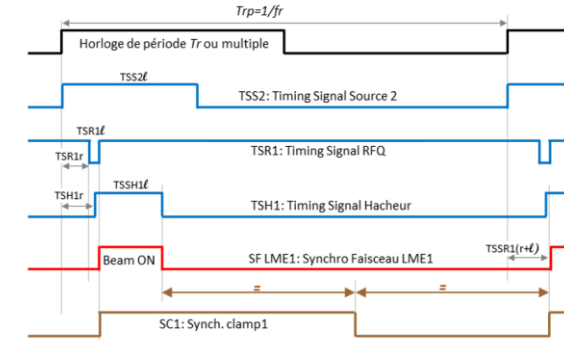 Trp=1/fr
Horloge de période Tr ou multiple
TSS2ℓ
TSS2: Timing Signal Source 2
TSR1ℓ
TSR1: Timing Signal RFQ
TSR1r
TSSH1ℓ
TSH1r
TSH1: Timing Signal Hacheur
TSSR1(r+ℓ)
Beam ON
SF LME1: Synchro Faisceau LME1
= =
SC1: Synch. clamp1